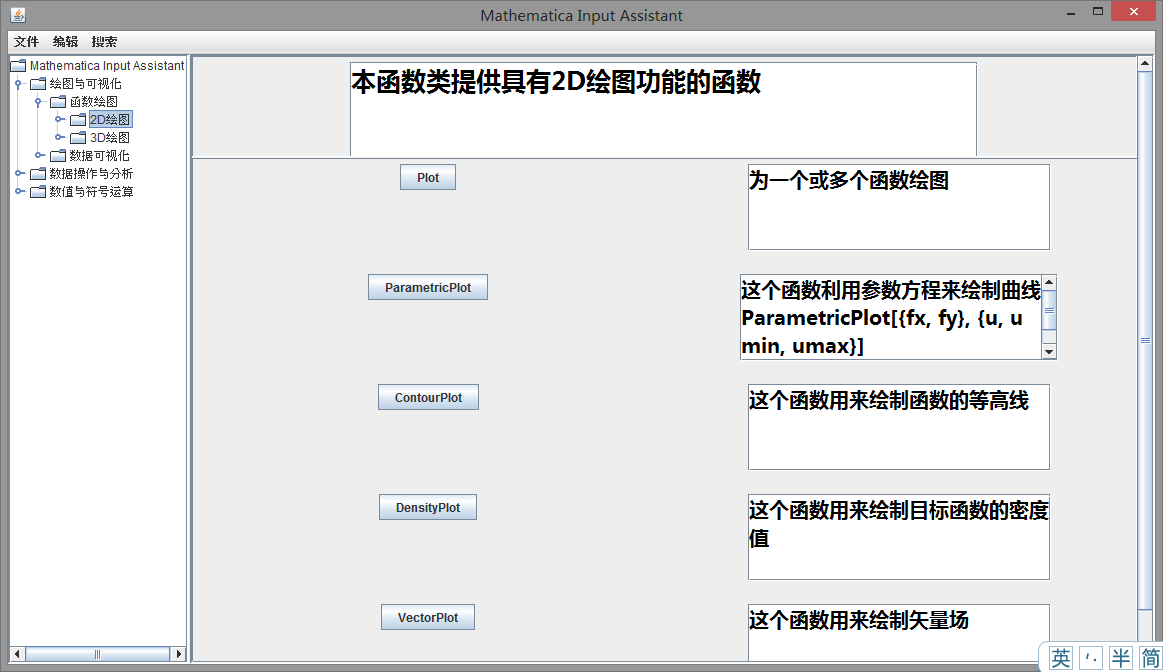 Mathematica Input Assistant
文件 编辑 搜索
Mathematica Input Assistant
绘图与可视化
函数绘图
2D绘图
3D绘图
数据可视化
数据操作与分析
数值与符号运算
本函数类提供具有2D绘图功能的函数
Plot
为一个或多个函数绘图
ParametricPlot
这个函数利用参数方程来绘制曲线
ParametricPlot[{fx, fy}, {u, u
min, umax}]
ContourPlot
这个函数用来绘制函数的等高线
DensityPlot
这个函数用来绘制目标函数的密度
值
VectorPlot
这个函数用来绘制矢量场
英 半 简